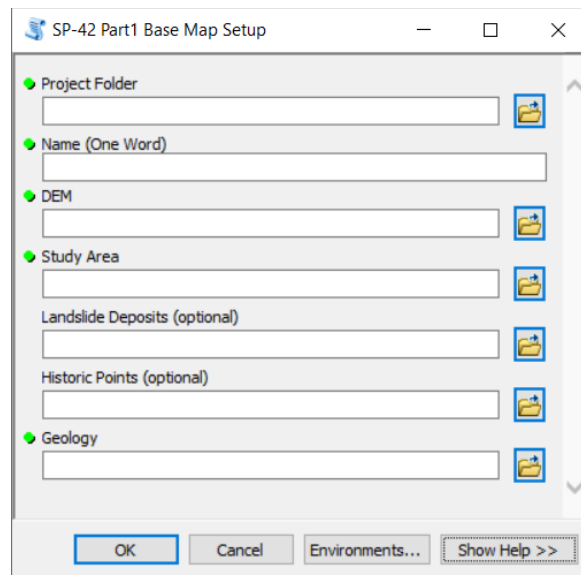 SP-42 Part1 Base Map Setup
Project Folder
Name (One Word)
DEM
Study Area
Landslide Deposits (optional)
Historic Points (optional)
Geology
OK Cancel Environments... Show Help >>